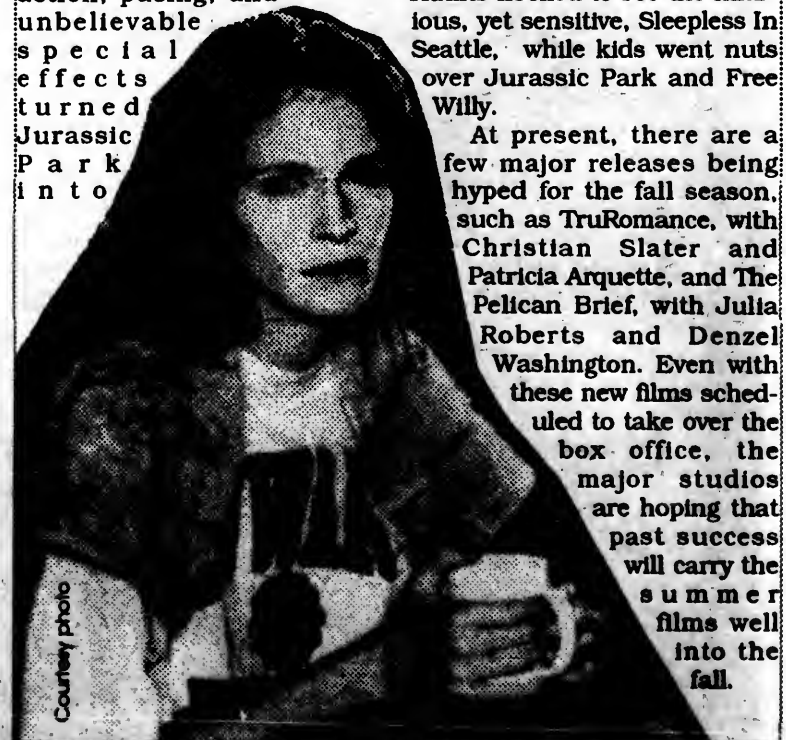 action, pacing, and
unbelievable
special
effects
turned
Jurassic
Park
into
ious, yet sensitive, Sleepless In
Seattle, while kids went nuts
over Jurassic Park and Free
Willy.
At present, there are a
few major releases being
hyped for the fall season,
such as TruRomance, with
Christian Slater and
Patricia Arquette, and The
Pelican Brief, with Julia
Roberts and Denzel
Washington. Even with
these new films sched-
uled to take over the
box office, the
major studios
are hoping that
past success
will carry the
summer
films well
into the
fall.
Courtesy photo